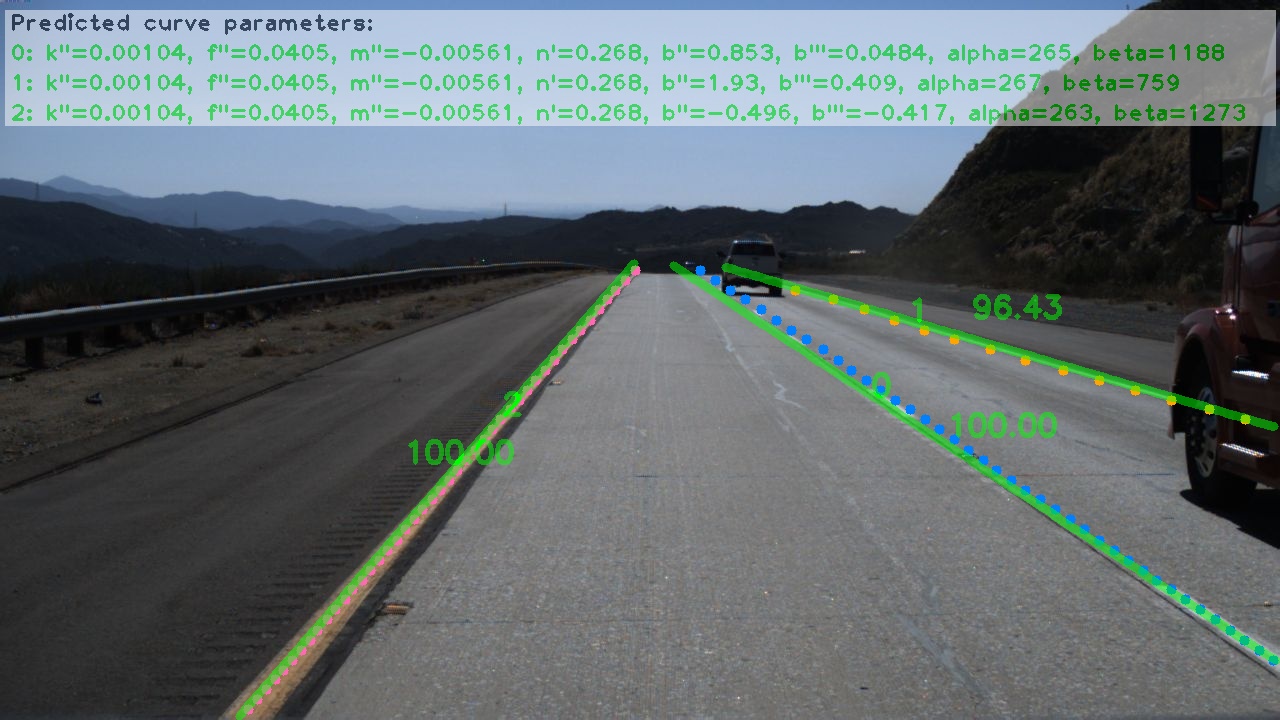 Predicted curve parameters:
0: k"=0.00104, f"=0.0405, m"=-0.00561, n'=0.268, b"=0.853, b'''=0.0484, alpha=265, beta=1188
1: k"=0.00104, f"=0.0405, m"=-0.00561, n'=0.268, b"=1.93, b'''=0.409, alpha=267, beta=759
2: k"=0.00104, f"=0.0405, m"=-0.00561, n'=0.268, b"=-0.496, b'''=-0.417, alpha=263, beta=1273
1 96.43
0
2
100.00
100.00